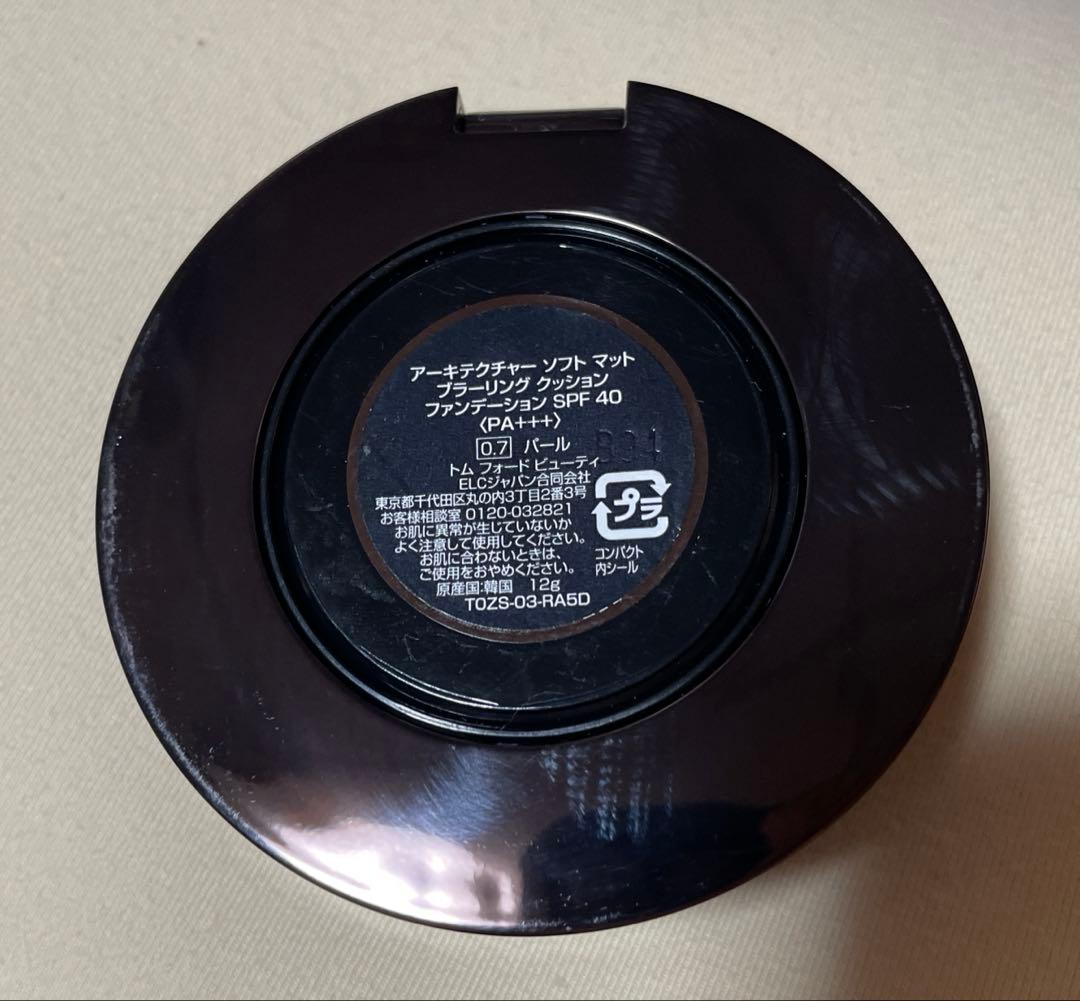 アーキテクチャー ソフト マット
ブラーリング クッション
ファンデーション SPF 40
〈PA+++〉
0.7 パール
トム フォード ビューティ
ELCジャパン合同会社
東京都千代田区丸の内3丁目2番3号
お客様相談室 0120-032821
お肌に異常が生じていないか
よく注意して使用してください。
お肌に合わないときは、
ご使用をおやめください。
原産国:韓国 12g
T0ZS-03-RA5D
プラ
コンパクト
内シール